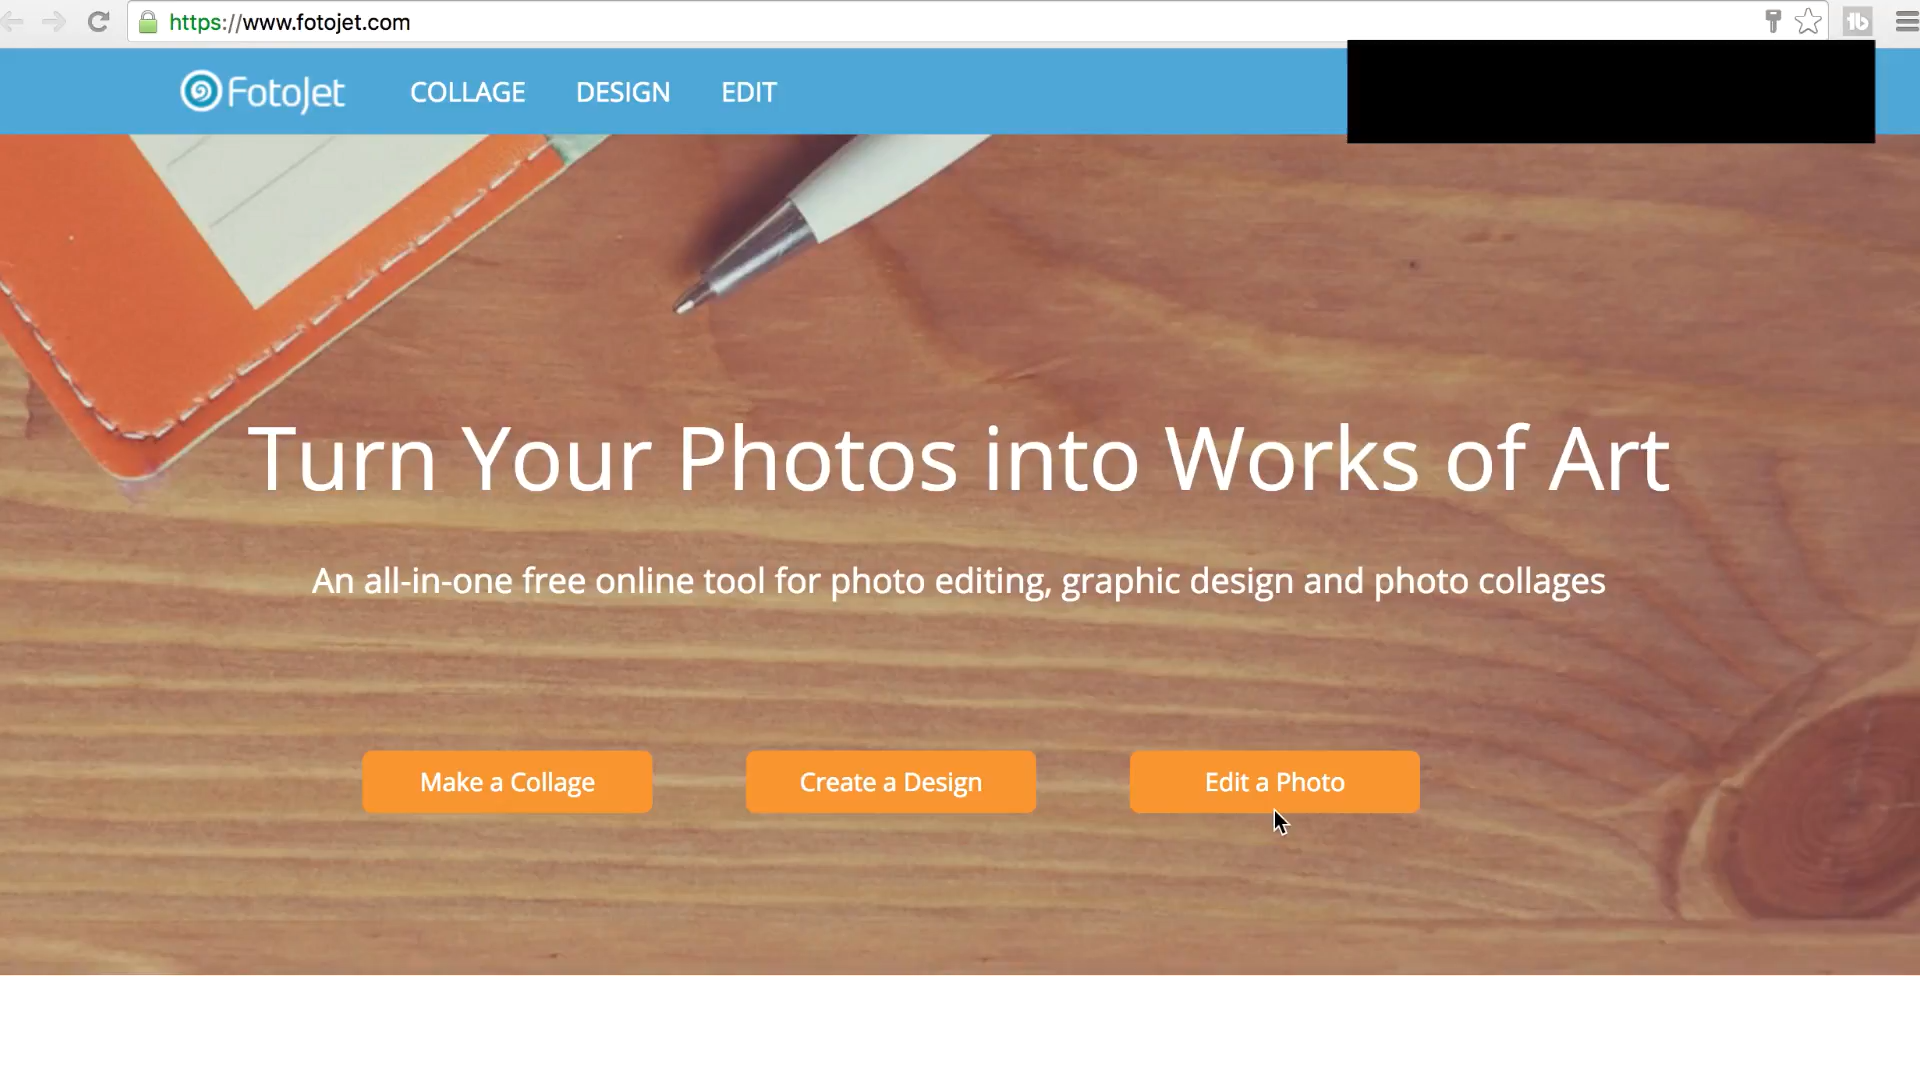 https://www.fotojet.com
FotoJet COLLAGE DESIGN EDIT
Turn Your Photos into Works of Art
An all-in-one free online tool for photo editing, graphic design and photo collages
Make a Collage Create a Design Edit a Photo